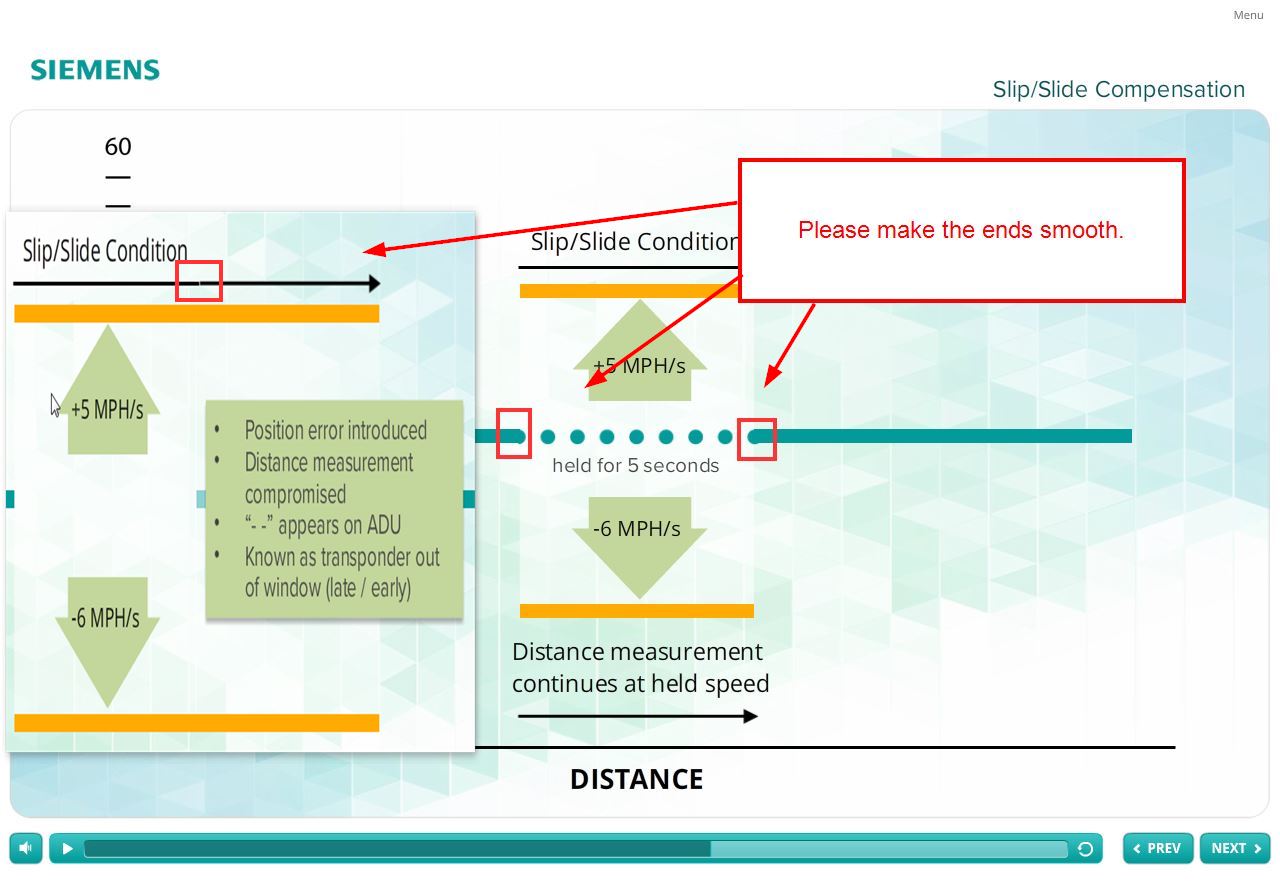 Menu
SIEMENS
Slip/Slide Compensation
60
Please make the ends smooth.
Slip/Slide Condition
+5 MPH/s
• Position error introduced
• Distance measurement
compromised
• “- -” appears on ADU
• Known as transponder out
of window (late / early)
-6 MPH/s
Slip/Slide Condition
+5 MPH/s
held for 5 seconds
-6 MPH/s
Distance measurement
continues at held speed
DISTANCE
PREV
NEXT